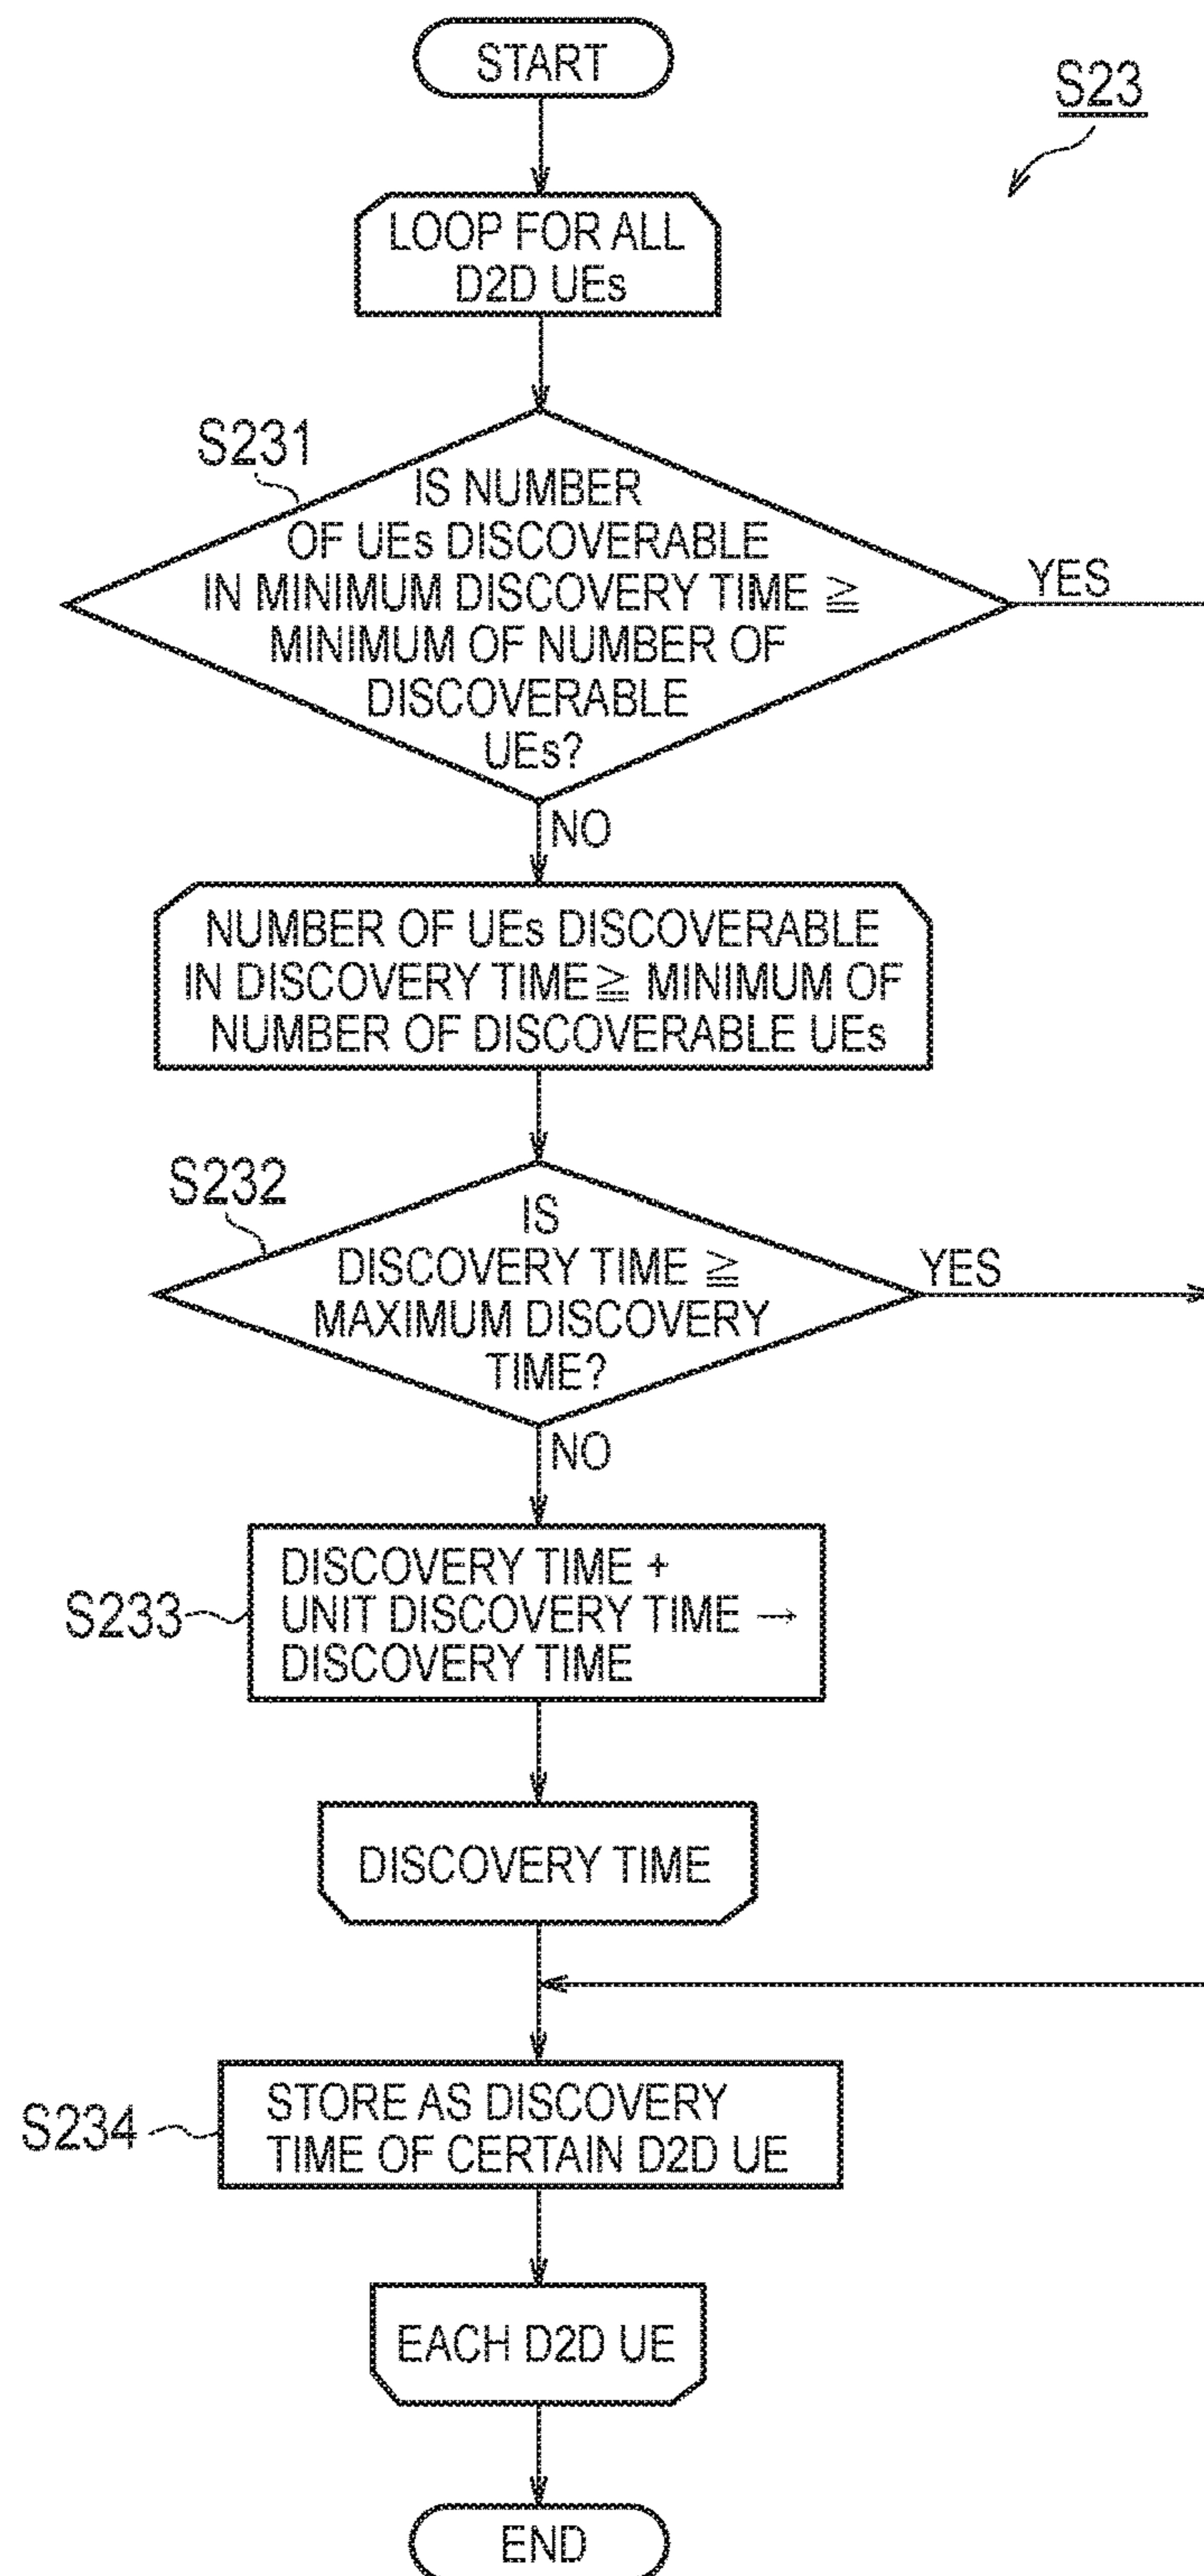 START
S23
LOOP FOR ALL
D2D UEs
S231
IS NUMBER
OF UEs DISCOVERABLE
IN MINIMUM DISCOVERY TIME ≧
MINIMUM OF NUMBER OF
DISCOVERABLE
UEs?
YES
NO
NUMBER OF UEs DISCOVERABLE
IN DISCOVERY TIME ≧ MINIMUM OF
NUMBER OF DISCOVERABLE UEs
S232
IS
DISCOVERY TIME ≧
MAXIMUM DISCOVERY
TIME?
YES
NO
S233
DISCOVERY TIME +
UNIT DISCOVERY TIME →
DISCOVERY TIME
DISCOVERY TIME
S234
STORE AS DISCOVERY
TIME OF CERTAIN D2D UE
EACH D2D UE
END